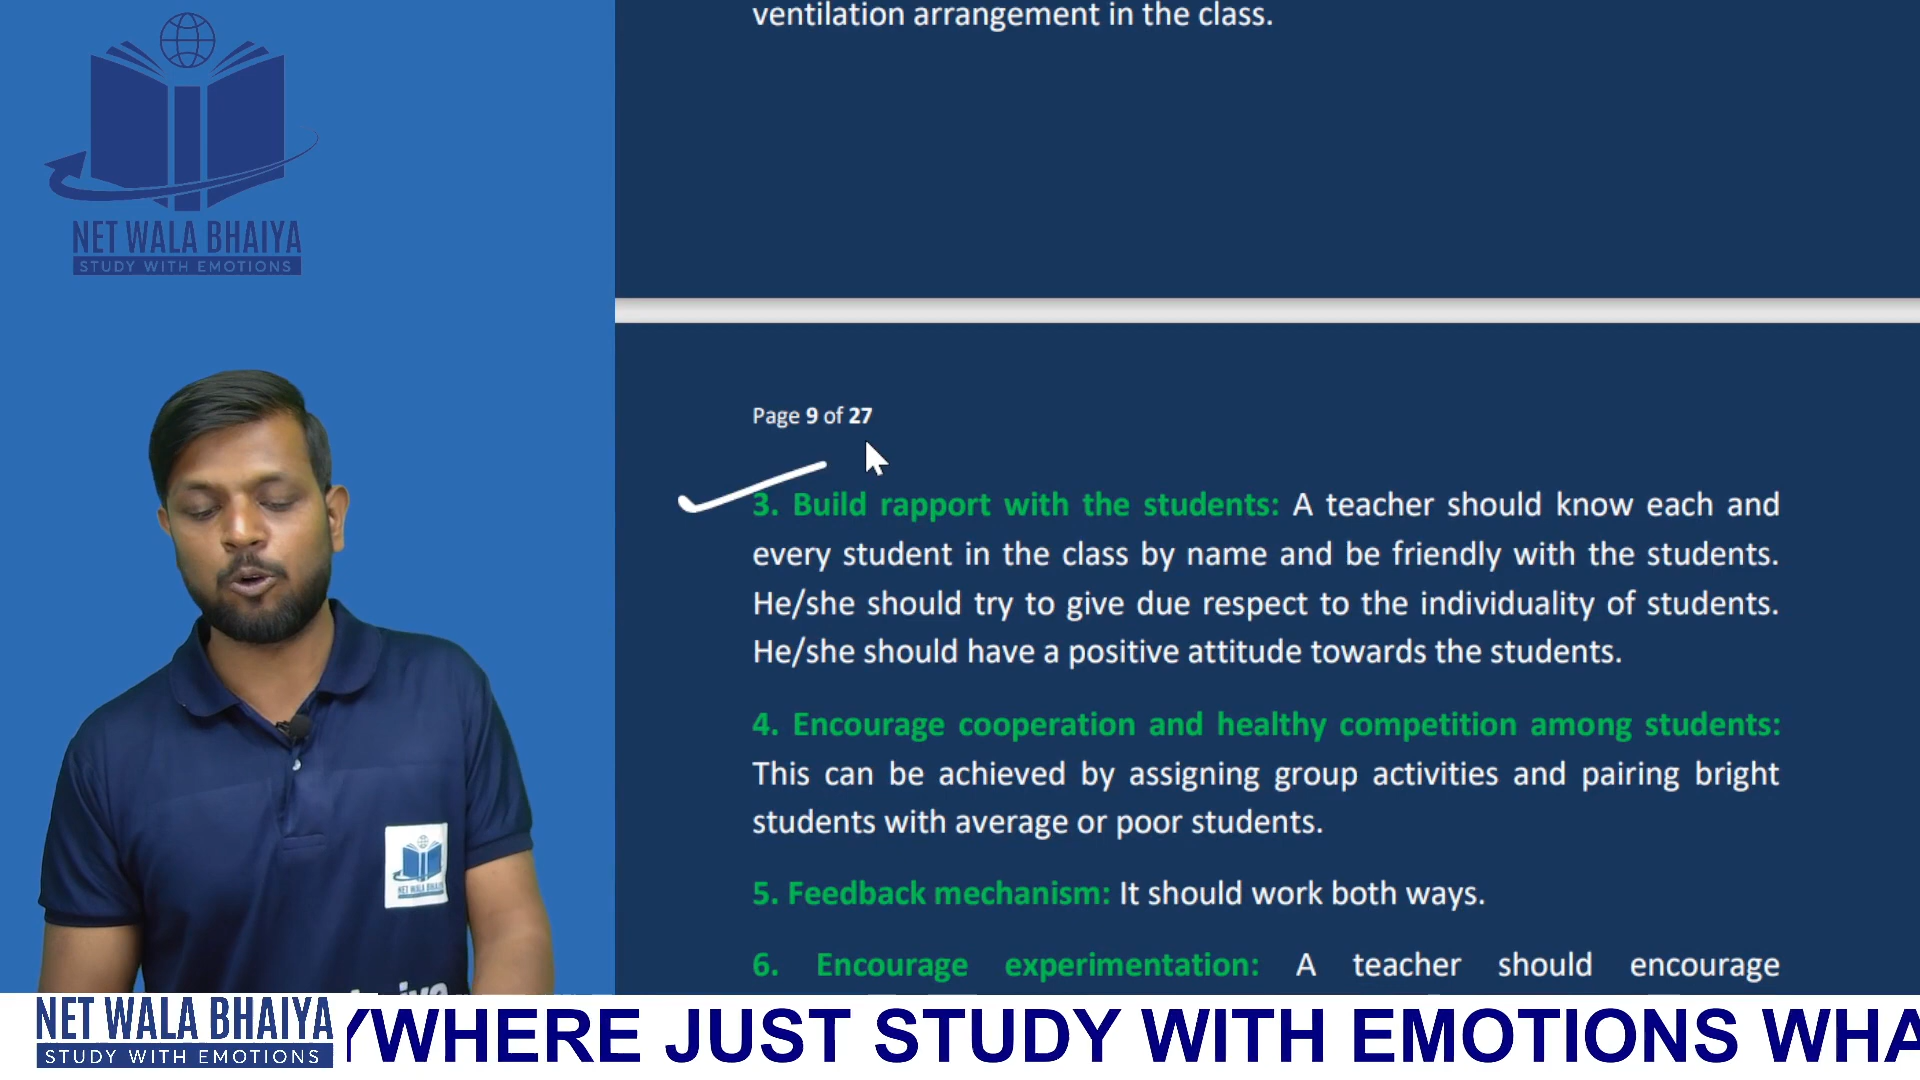 ventilation arrangement in the class.
NET WALA BHAIYA
STUDY WITH EMOTIONS
Page 9 of 27
3. Build rapport with the students: A teacher should know each and
every student in the class by name and be friendly with the students.
He/she should try to give due respect to the individuality of students.
He/she should have a positive attitude towards the students.
4. Encourage cooperation and healthy competition among students:
This can be achieved by assigning group activities and pairing bright
students with average or poor students.
5. Feedback mechanism: It should work both ways.
6. Encourage experimentation: A teacher should encourage
NET WALA BHAIYA
NET WALA BHAIYA
STUDY WITH EMOTIONS
YWHERE JUST STUDY WITH EMOTIONS WHA